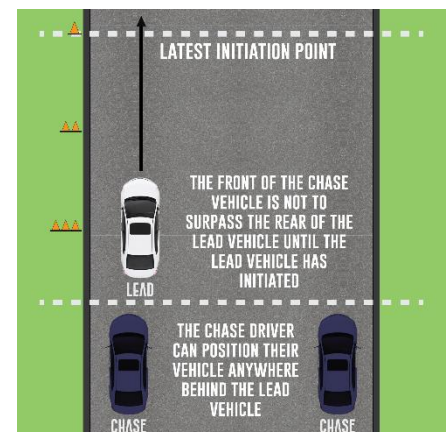 LATEST INITIATION POINT
THE FRONT OF THE CHASE
VEHICLE IS NOT TO
SURPASS THE REAR OF THE
LEAD VEHICLE UNTIL THE
LEAD VEHICLE HAS
INITIATED
LEAD
THE CHASE DRIVER
CAN POSITION THEIR
VEHICLE ANYWHERE
BEHIND THE LEAD
VEHICLE
CHASE
CHASE